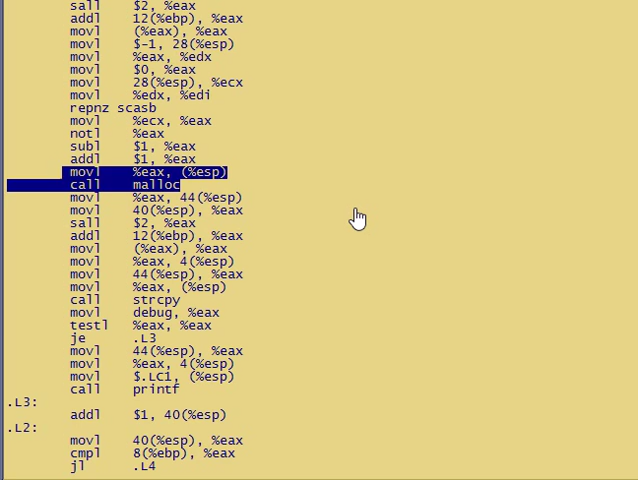 sall $2, %eax
addl 12(%ebp), %eax
movl (%eax), %eax
movl $-1, 28(%esp)
movl %eax, %edx
movl $0, %eax
movl 28(%esp), %ecx
movl %edx, %edi
repnz scasb
movl %ecx, %eax
notl %eax
subl $1, %eax
addl $1, %eax
movl %eax, (%esp)
call malloc
movl %eax, 44(%esp)
movl 40(%esp), %eax
sall $2, %eax
addl 12(%ebp), %eax
movl (%eax), %eax
movl %eax, 4(%esp)
movl 44(%esp), %eax
movl %eax, (%esp)
call strcpy
movl debug, %eax
testl %eax, %eax
je .L3
movl 44(%esp), %eax
movl %eax, 4(%esp)
movl $.LC1, (%esp)
call printf
.L3:
addl $1, 40(%esp)
.L2:
movl 40(%esp), %eax
cmpl 8(%ebp), %eax
jl .L4